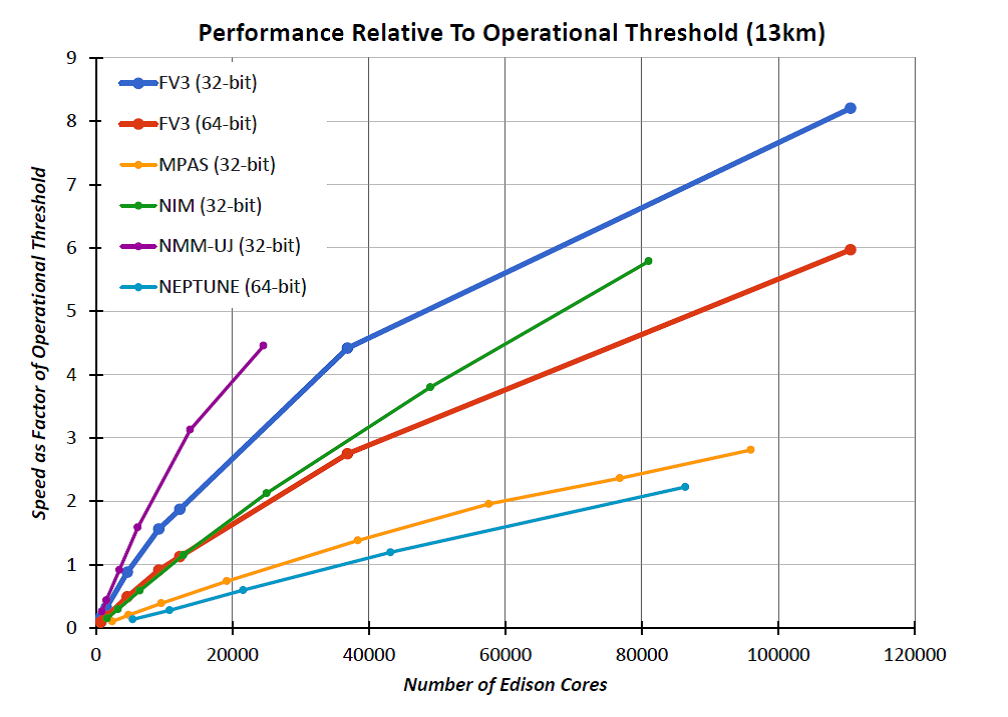 Performance Relative To Operational Threshold (13km)
9
8
7
6
5
4
3
2
1
0
Speed as Factor of Operational Threshold
FV3 (32-bit)
FV3 (64-bit)
MPAS (32-bit)
NIM (32-bit)
NMM-UJ (32-bit)
NEPTUNE (64-bit)
0 20000 40000 60000 80000 100000 120000
Number of Edison Cores